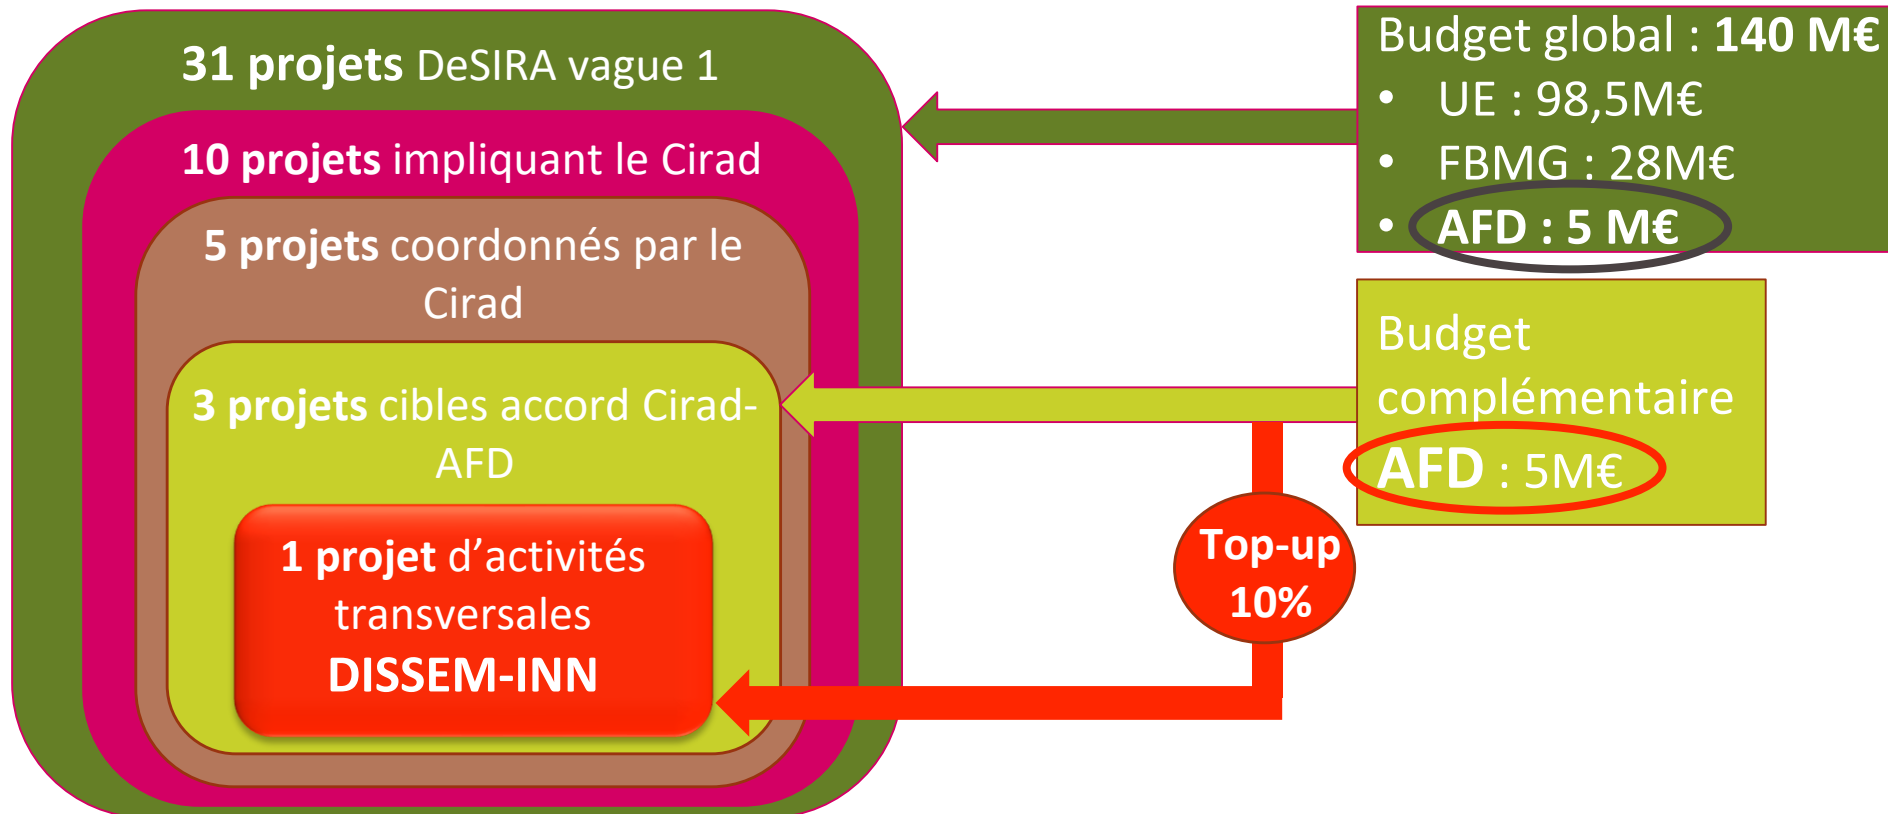 31 projets DeSIRA vague 1
10 projets impliquant le Cirad
5 projets coordonnés par le
Cirad
3 projets cibles accord Cirad-
AFD
1 projet d’activités
transversales
DISSEM-INN
Budget global : 140 M€
• UE : 98,5M€
• FBMG : 28M€
• AFD : 5 M€
Budget
complémentaire
AFD : 5M€
Top-up
10%